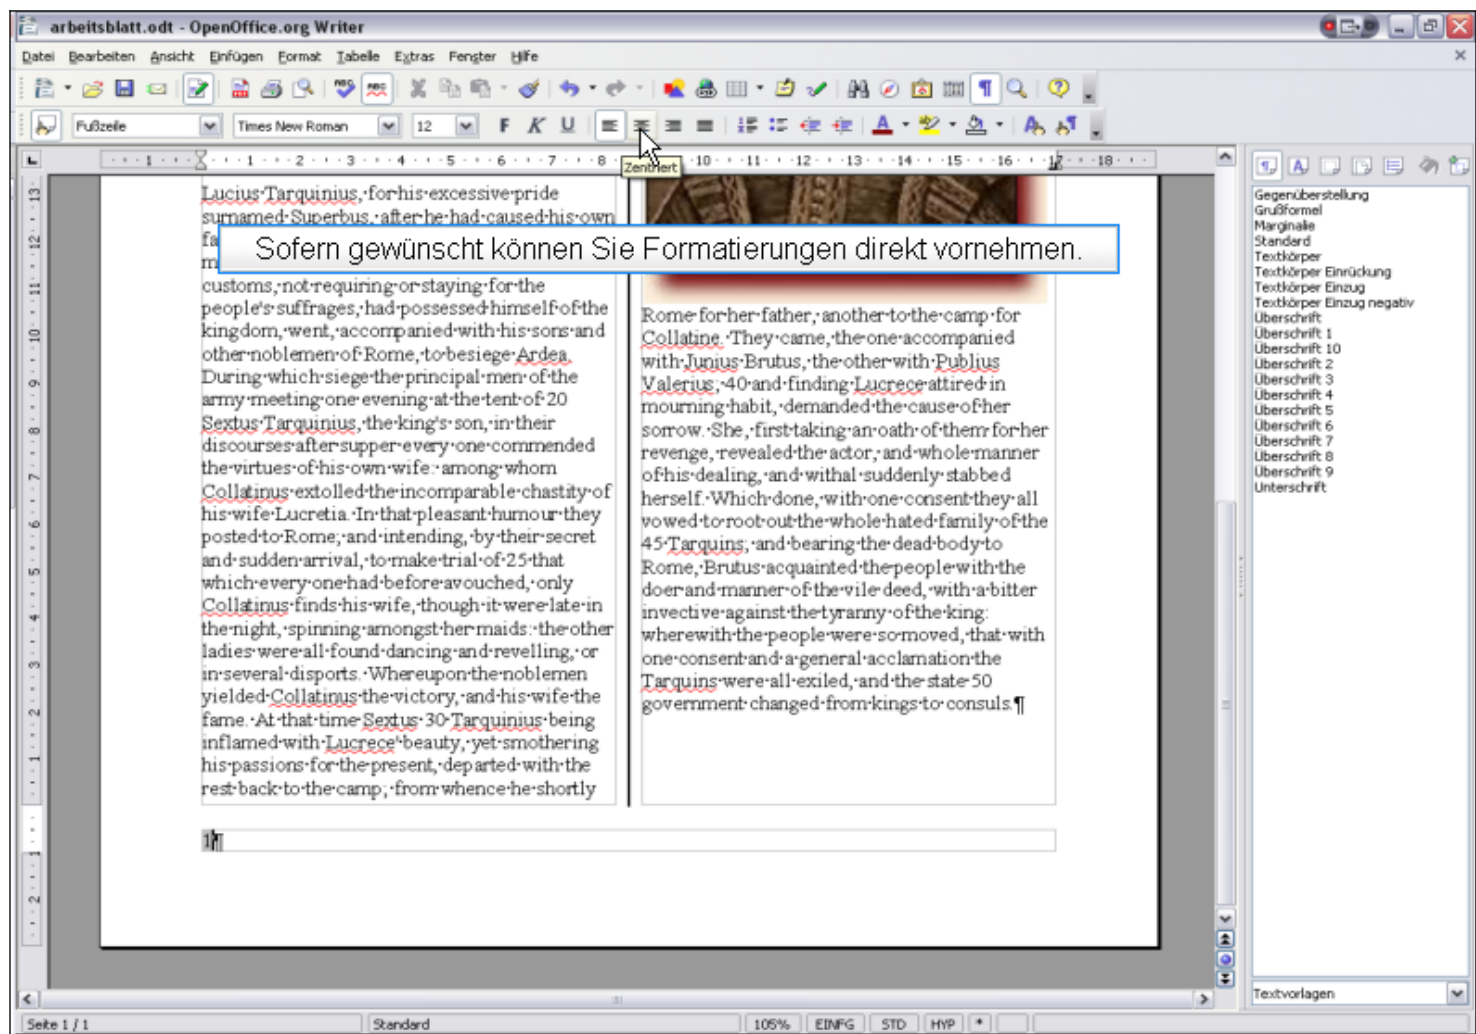 arbeitsblatt.odt - OpenOffice.org Writer
Datei Bearbeiten Ansicht Einfügen Format Tabelle Extras Fenster Hilfe
Fußzeile Times New Roman 12 F K U
Zentriert
1 1 2 3 4 5 6 7 8 10 11 12 13 14 15 16 17 18
Lucius Tarquinius, for his excessive pride
surnamed Superbus, after he had caused his own
Sofern gewünscht können Sie Formatierungen direkt vornehmen.
customs, not requiring or staying for the
people's suffrages, had possessed himself of the
kingdom, went, accompanied with his sons and
other noblemen of Rome, to besiege Ardea.
During which siege the principal men of the
army meeting one evening at the tent of 20
Sextus Tarquinius, the king's son, in their
discourses after supper every one commended
the virtues of his own wife: among whom
Collatinus extolled the incomparable chastity of
his wife Lucretia. In that pleasant humour they
posted to Rome; and intending, by their secret
and sudden arrival, to make trial of 25 that
which every one had before avouched, only
Collatinus finds his wife, though it were late in
the night, spinning amongst her maids: the other
ladies were all found dancing and revelling, or
in several disports. Whereupon the noblemen
yielded Collatinus the victory, and his wife the
fame. At that time Sextus 30 Tarquinius being
inflamed with Lucrece' beauty, yet smothering
his passions for the present, departed with the
rest back to the camp; from whence he shortly
Rome for her father, another to the camp for
Collatine. They came, the one accompanied
with Junius Brutus, the other with Publius
Valerius; 40 and finding Lucrece attired in
mourning habit, demanded the cause of her
sorrow. She, first taking an oath of them for her
revenge, revealed the actor, and whole manner
of his dealing, and withal suddenly stabbed
herself. Which done, with one consent they all
vowed to root out the whole hated family of the
45 Tarquins; and bearing the dead body to
Rome, Brutus acquainted the people with the
doer and manner of the vile deed, with a bitter
invective against the tyranny of the king:
wherewith the people were so moved, that with
one consent and a general acclamation the
Tarquins were all exiled, and the state 50
government changed from kings to consuls.¶
1¶
Gegenüberstellung
Grußformel
Marginalie
Standard
Textkörper
Textkörper Einrückung
Textkörper Einzug
Textkörper Einzug negativ
Überschrift
Überschrift 1
Überschrift 10
Überschrift 2
Überschrift 3
Überschrift 4
Überschrift 5
Überschrift 6
Überschrift 7
Überschrift 8
Überschrift 9
Unterschrift
Textvorlagen
Seite 1 / 1 Standard 105% EINFG STD HYP *